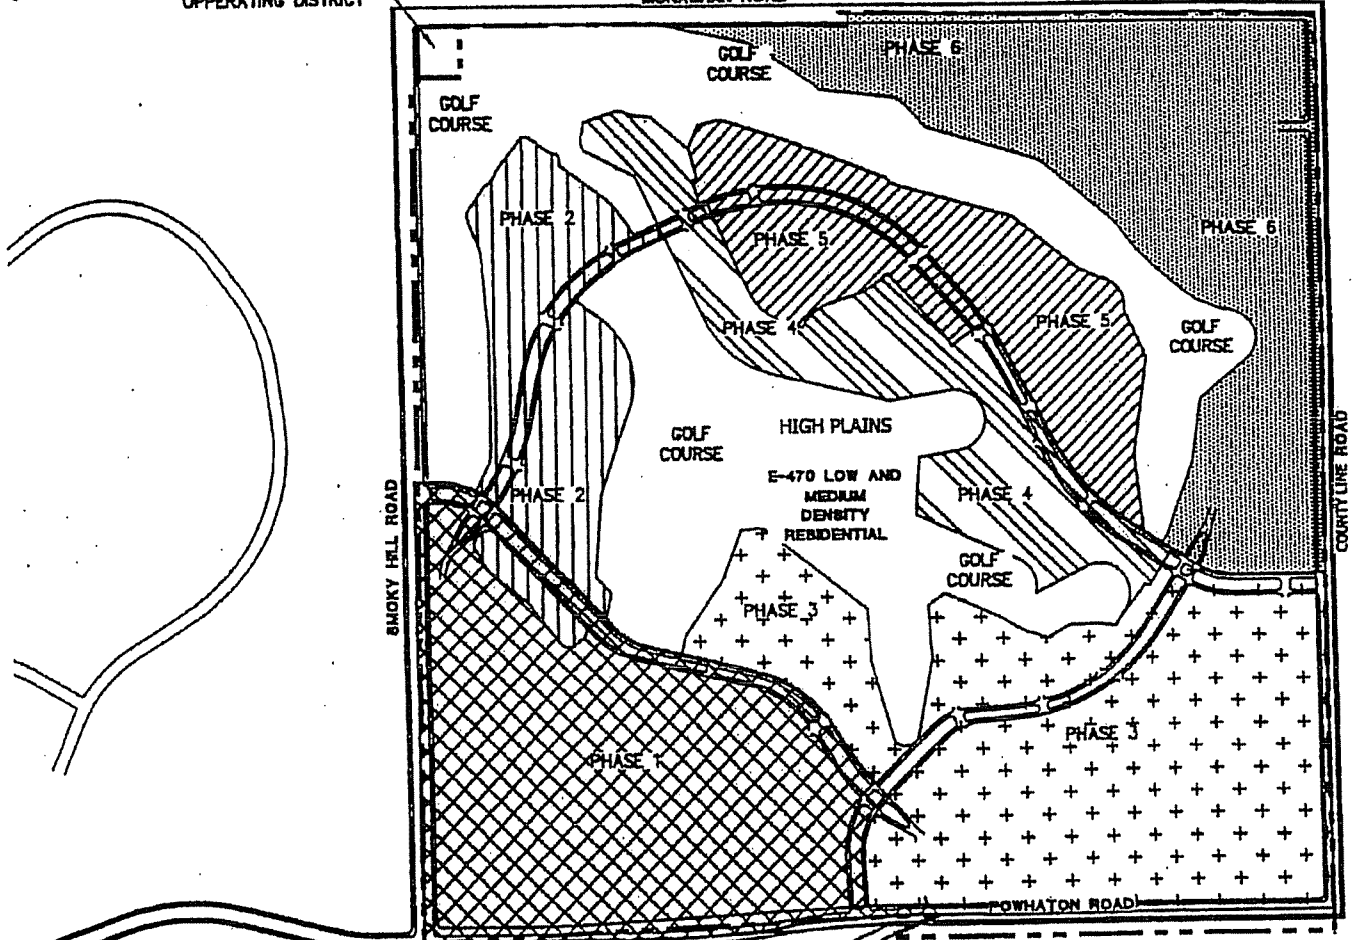 OPPERATING DISTRICT
GOLF
COURSE
PHASE 6
GOLF
COURSE
PHASE 2
PHASE 5
PHASE 6
PHASE 4
PHASE 5
GOLF
COURSE
GOLF
COURSE
HIGH PLAINS
E-470 LOW AND
MEDIUM
DENSITY
RESIDENTIAL
PHASE 2
PHASE 4
GOLF
COURSE
SMOKY HILL ROAD
COUNTY LINE ROAD
PHASE 3
PHASE 3
PHASE 1
POWHATON ROAD